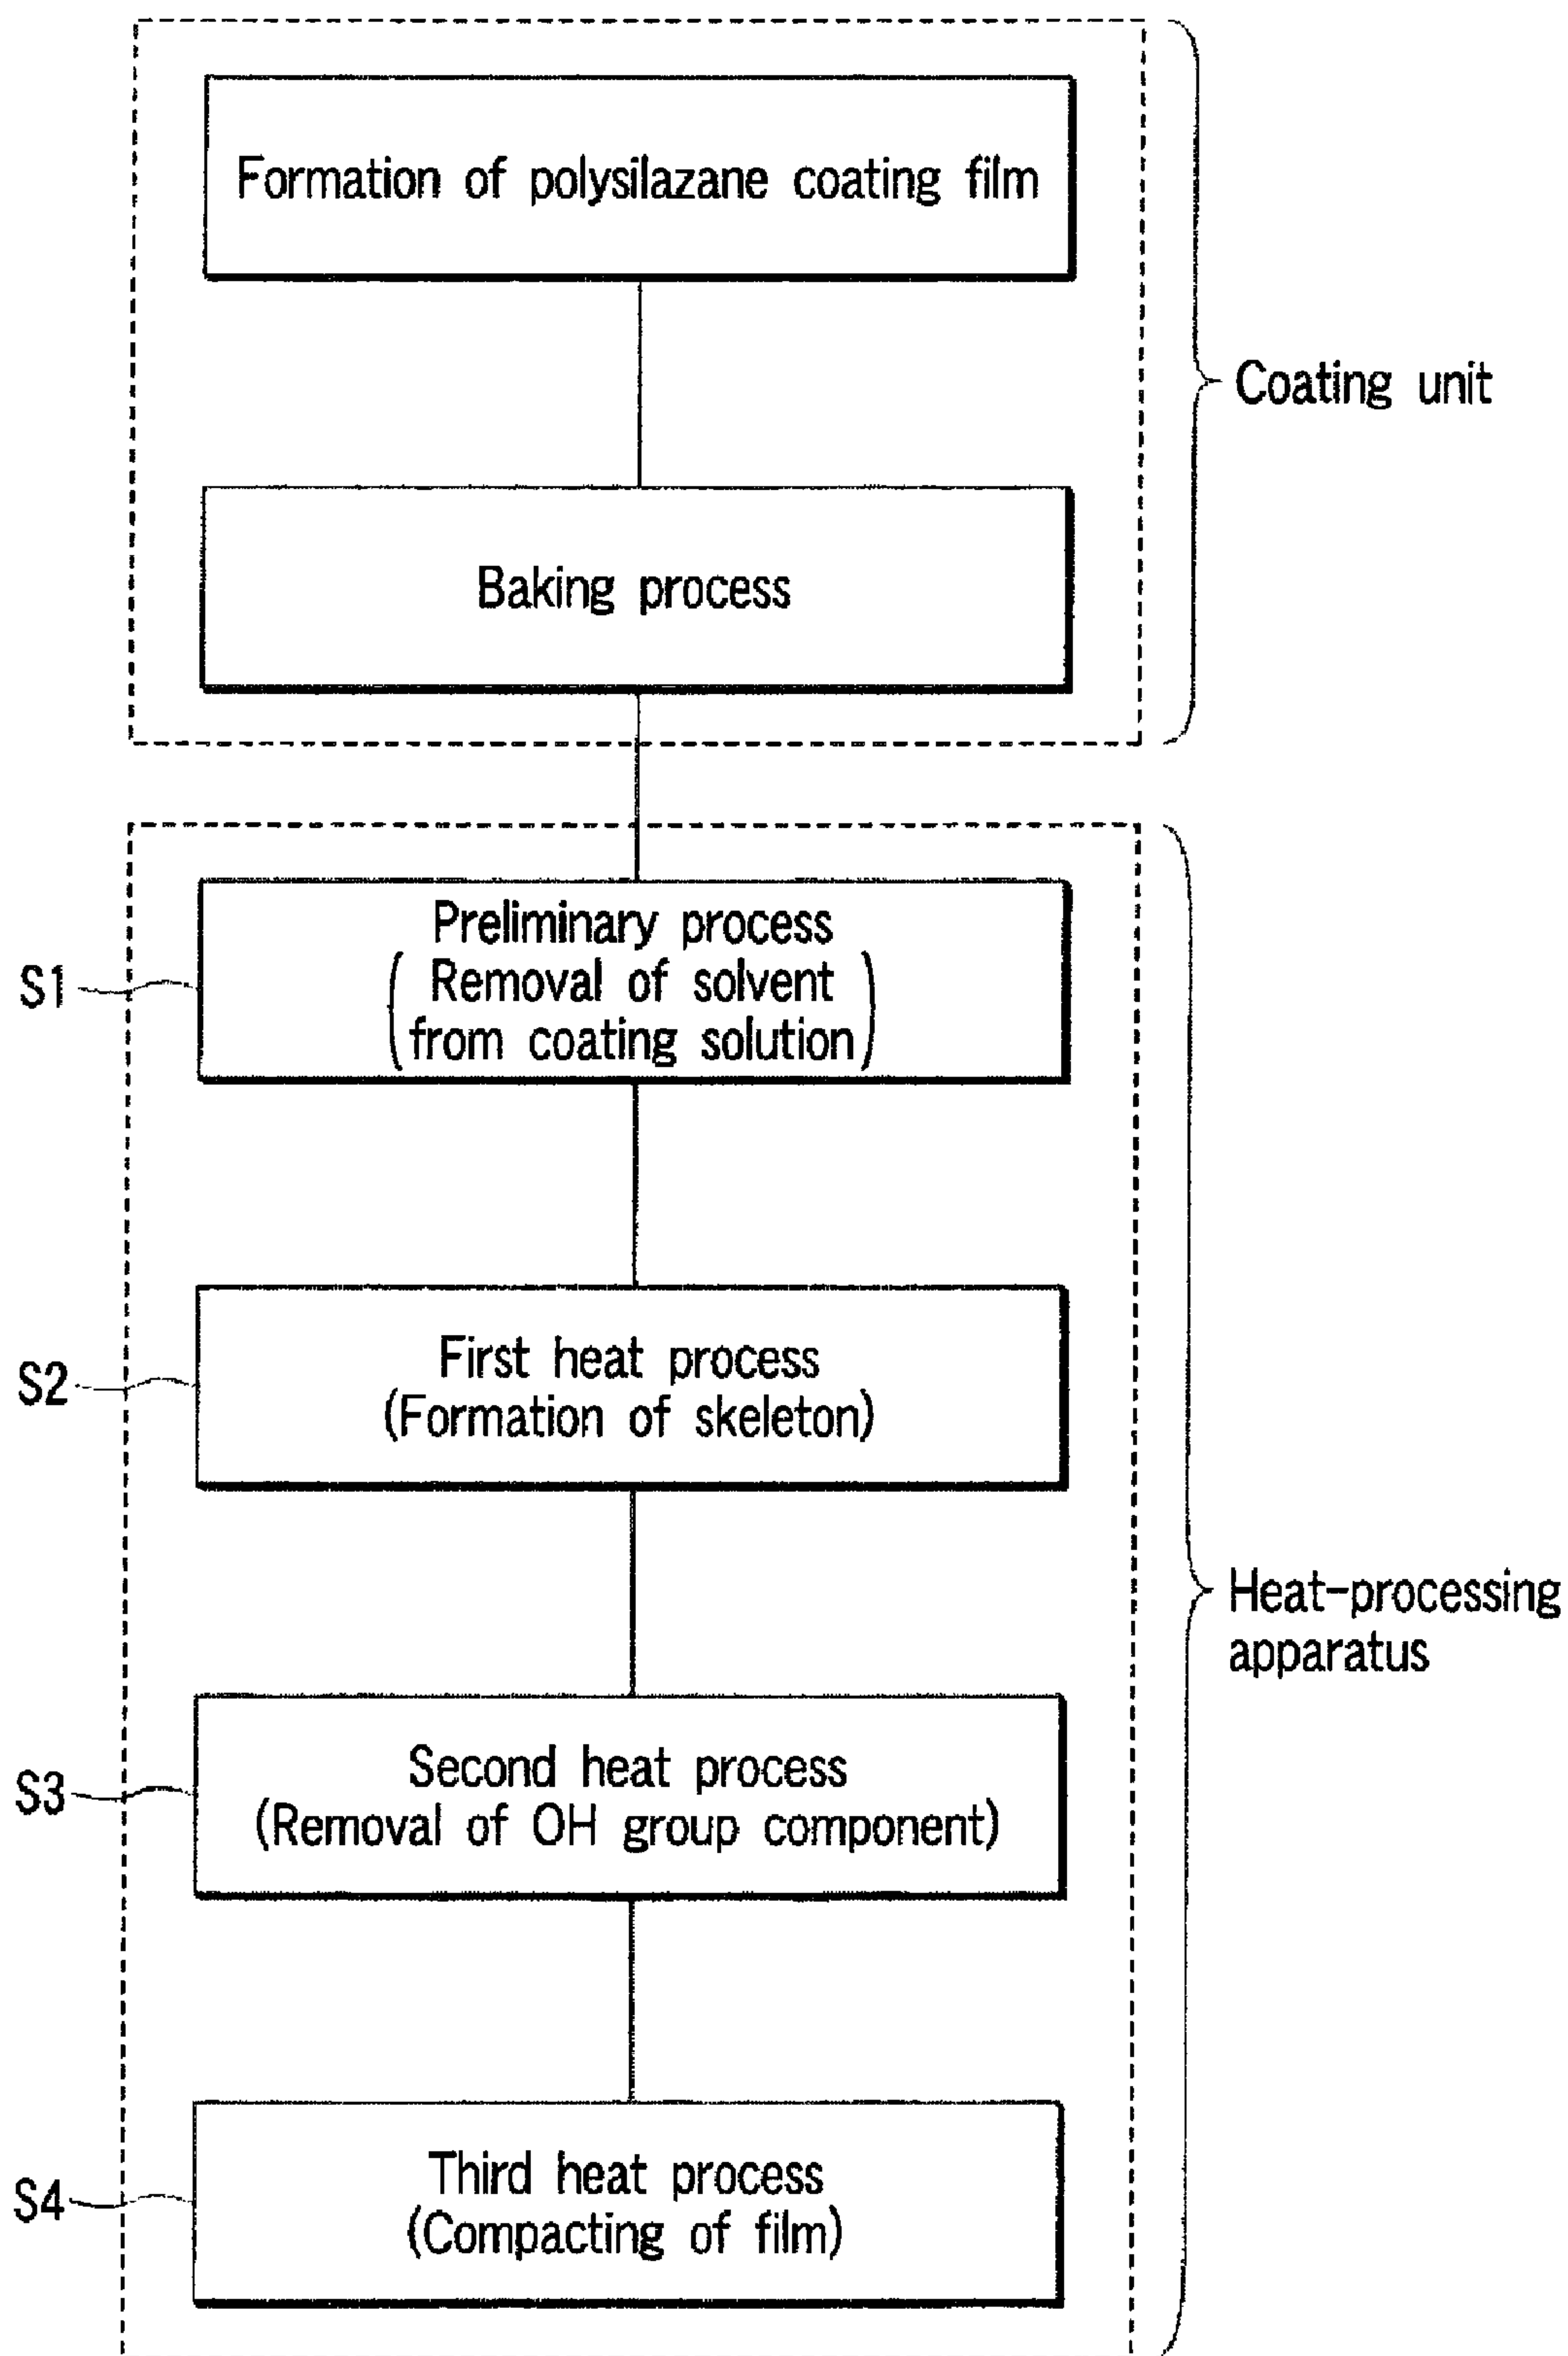 Formation of polysilazane coating film
Coating unit
Baking process
S1
Preliminary process
(Removal of solvent
from coating solution)
S2
First heat process
(Formation of skeleton)
Heat-processing
apparatus
S3
Second heat process
(Removal of OH group component)
S4
Third heat process
(Compacting of film)